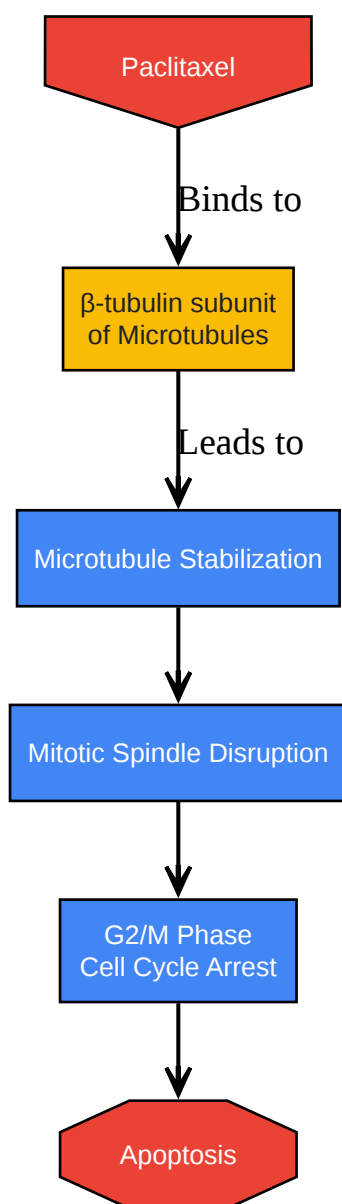 Paclitaxel
Binds to
β-tubulin subunit
of Microtubules
Leads to
Microtubule Stabilization
Mitotic Spindle Disruption
G2/M Phase
Cell Cycle Arrest
Apoptosis